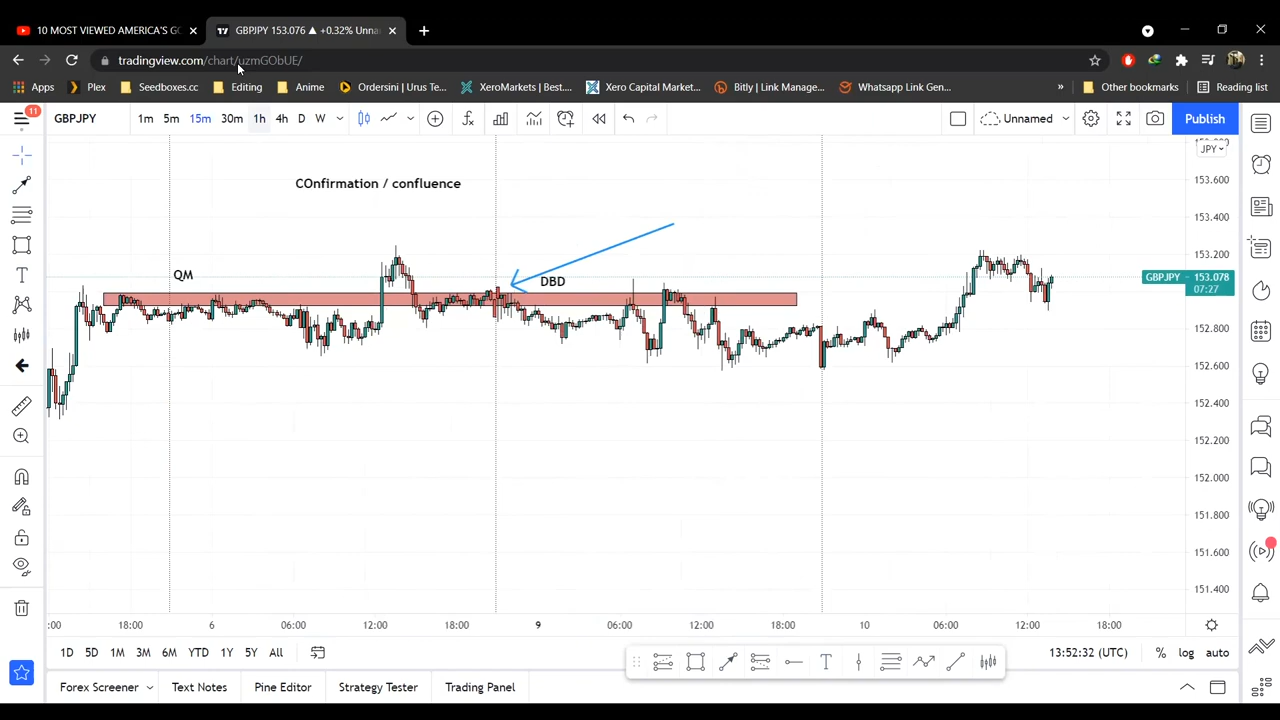 10 MOST VIEWED AMERICA'S GC
GBPJPY 153.076 ▲ +0.32% Unna
tradingview.com/chart/uzmGObUE/
Apps Plex Seedboxes.cc Editing Anime Ordersini | Urus Te... XeroMarkets | Best... Xero Capital Market... Bitly | Link Manage... Whatsapp Link Gen... » Other bookmarks Reading list
11
GBPJPY 1m 5m 15m 30m 1h 4h D W Unnamed Publish
JPY
153.600
COnfirmation / confluence
153.400
153.200
QM
DBD
GBPJPY 153.078
07:27
152.800
152.600
152.400
152.200
152.000
151.800
151.600
151.400
:00 18:00 6 06:00 12:00 18:00 9 06:00 12:00 18:00 10 06:00 12:00 18:00
1D 5D 1M 3M 6M YTD 1Y 5Y All 13:52:32 (UTC) % log auto
Forex Screener Text Notes Pine Editor Strategy Tester Trading Panel